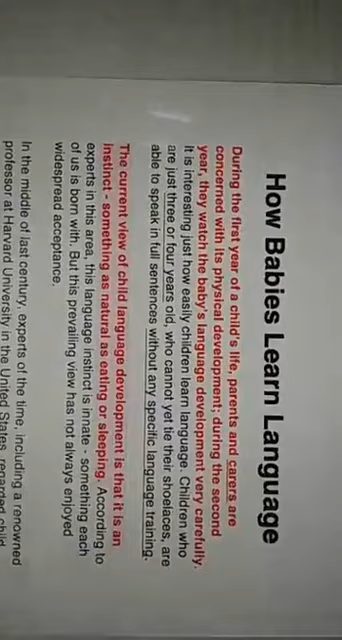 How Babies Learn Language
During the first year of a child's life, parents and carers are
concerned with its physical development; during the second
year, they watch the baby's language development very carefully.
It is interesting just how easily children learn language. Children who
are just three or four years old, who cannot yet tie their shoelaces, are
able to speak in full sentences without any specific language training.
The current view of child language development is that it is an
instinct - something as natural as eating or sleeping. According to
experts in this area, this language instinct is innate - something each
of us is born with. But this prevailing view has not always enjoyed
widespread acceptance.
In the middle of last century, experts of the time, including a renowned
professor at Harvard University in the United States, regarded child